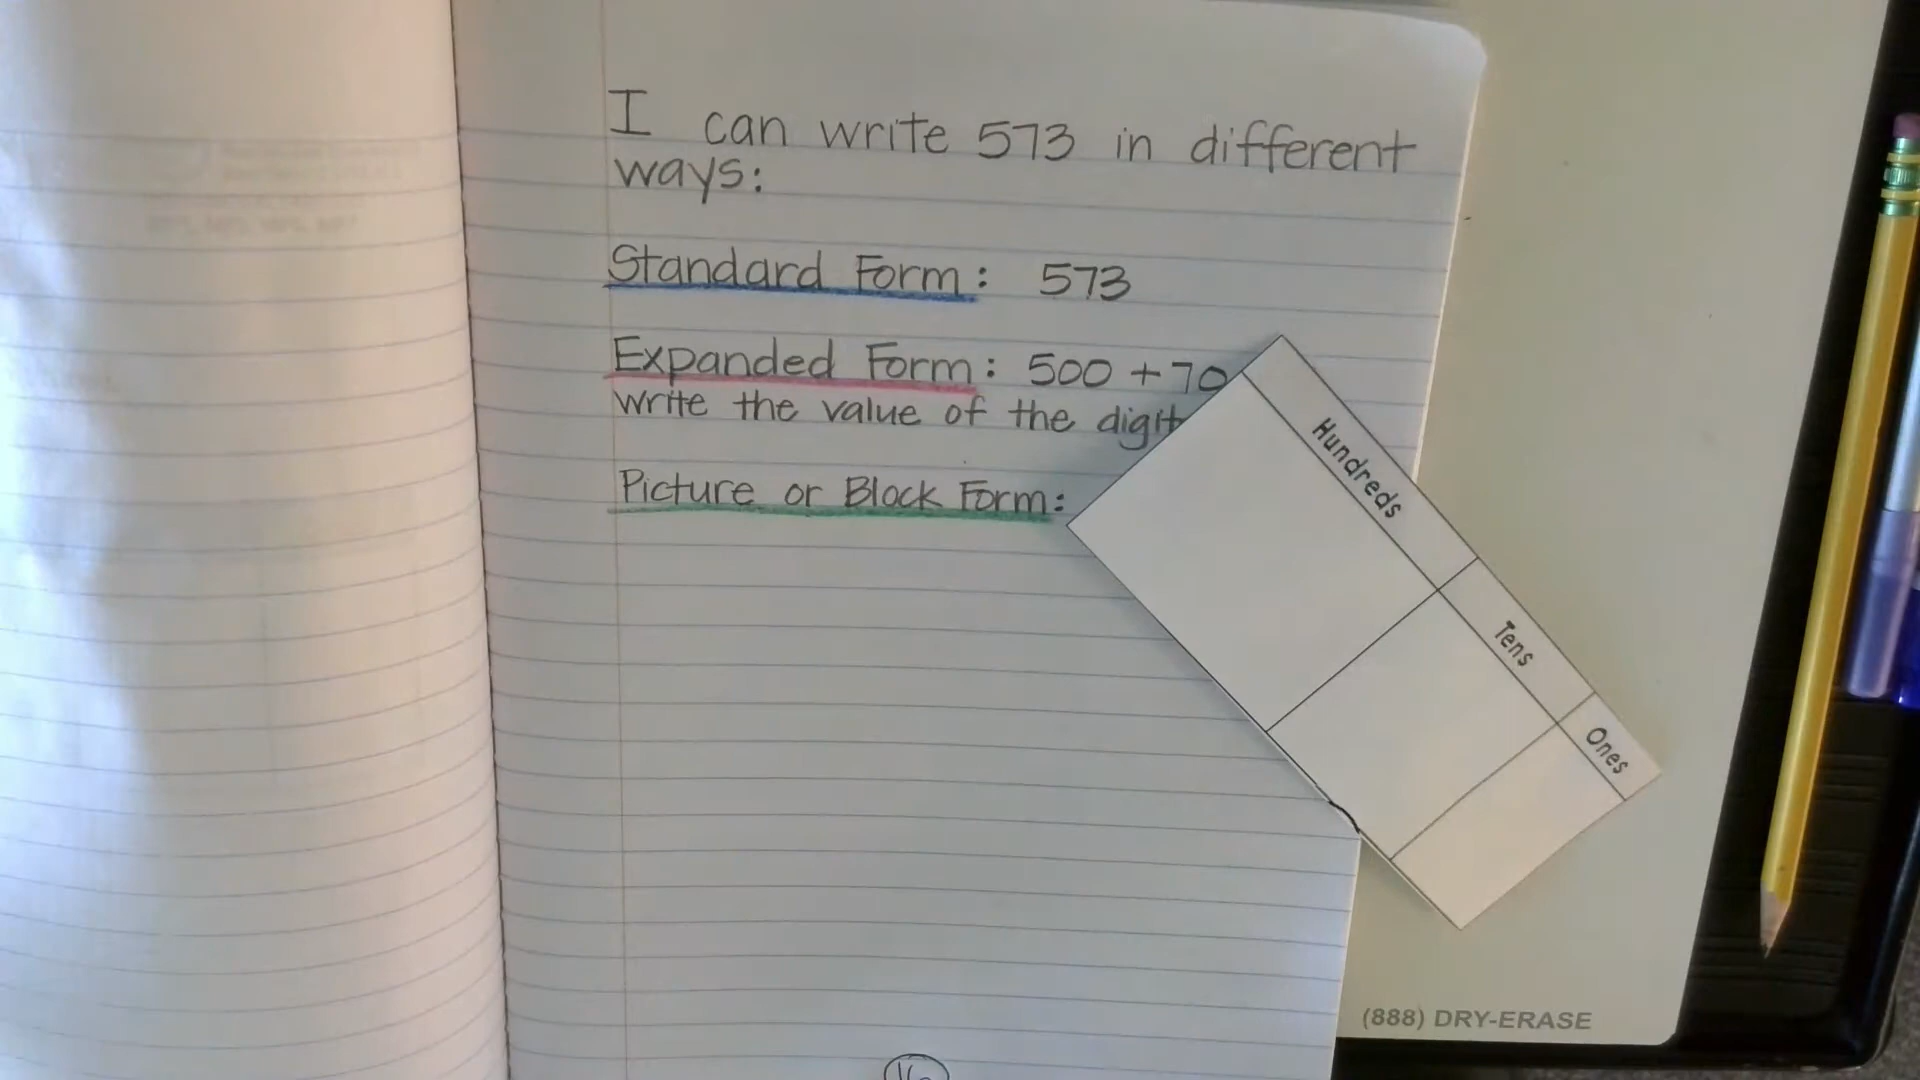 I can write 573 in different
ways:
Standard Form: 573
Expanded Form: 500 + 70
write the value of the digit
Picture or Block Form:
Hundreds
Tens
Ones
(888) DRY-ERASE